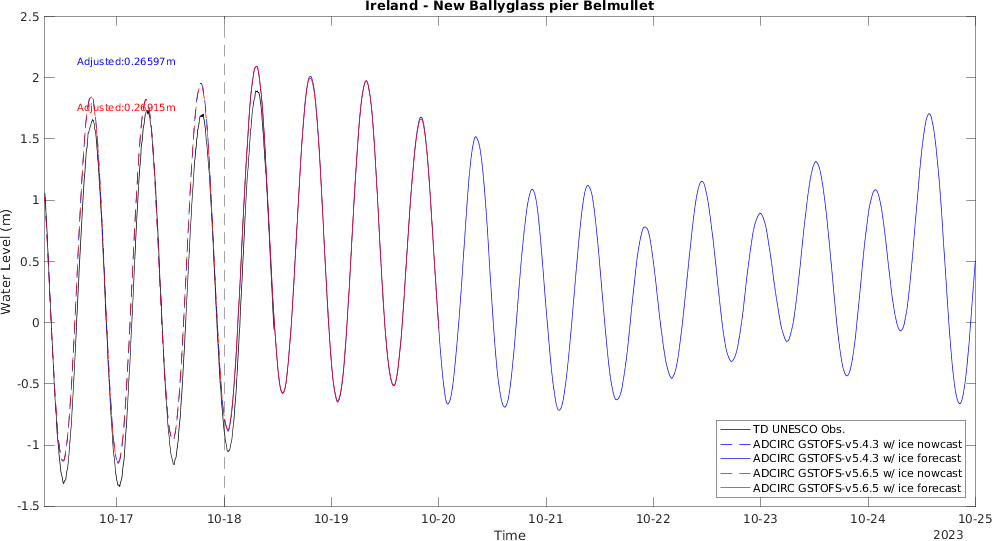 Ireland - New Ballyglass pier Belmullet
2.5
2
1.5
1
0.5
0
-0.5
-1
-1.5
Water Level (m)
Adjusted:0.26597m
Adjusted:0.26915m
TD UNESCO Obs.
ADCIRC GSTOFS-v5.4.3 w/ ice nowcast
ADCIRC GSTOFS-v5.4.3 w/ ice forecast
ADCIRC GSTOFS-v5.6.5 w/ ice nowcast
ADCIRC GSTOFS-v5.6.5 w/ ice forecast
10-17 10-18 10-19 10-20 10-21 10-22 10-23 10-24 10-25
Time
2023